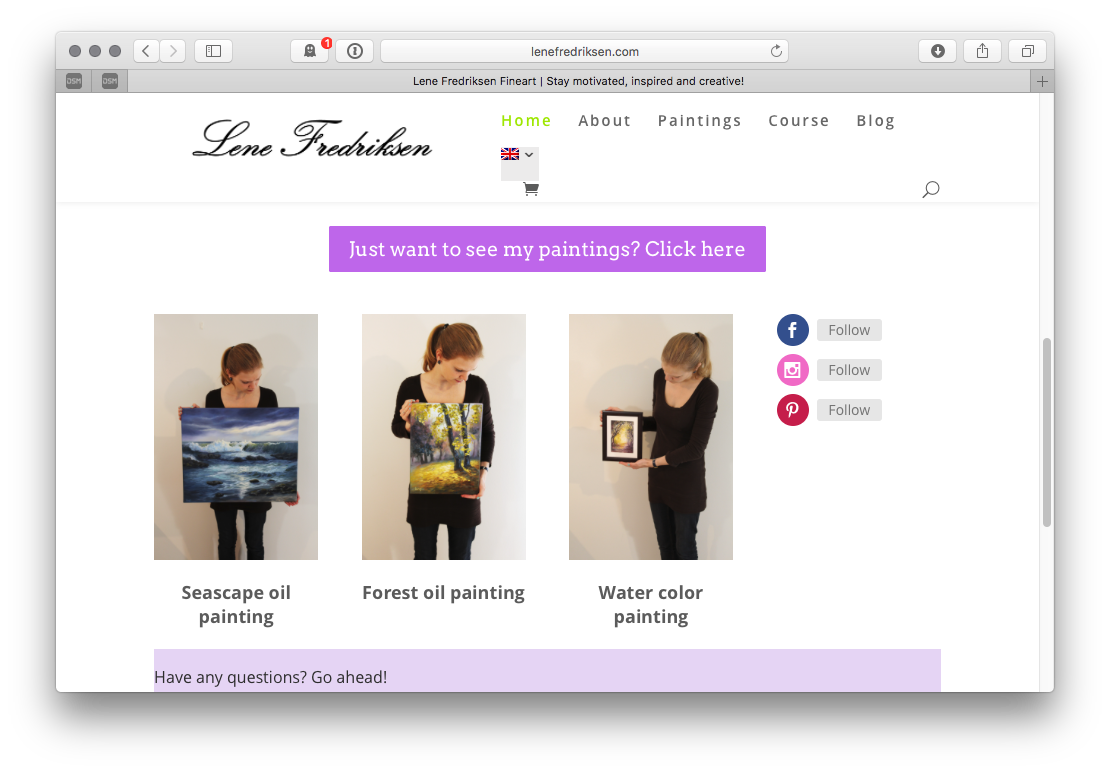 1
lenefredriksen.com
DSM
DSM
Lene Fredriksen Fineart | Stay motivated, inspired and creative!
Lene Fredriksen
Home About Paintings Course Blog
Just want to see my paintings? Click here
Follow
Follow
Follow
Seascape oil
painting
Forest oil painting
Water color
painting
Have any questions? Go ahead!